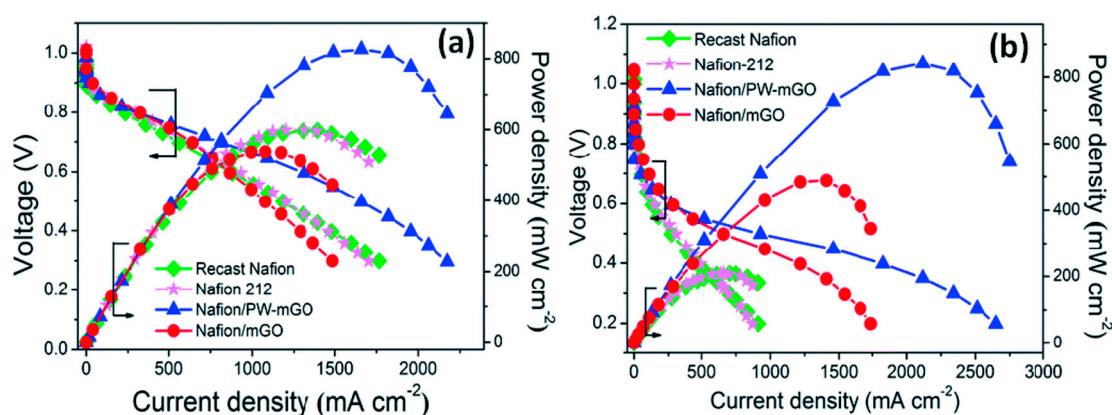 (a)
Voltage (V)
1.0
0.8
0.6
0.4
0.2
0.0
Recast Nafion
Nafion 212
Nafion/PW-mGO
Nafion/mGO
800
600
400
200
0
Power density (mW cm-2)
0 500 1000 1500 2000
Current density (mA cm-2)
(b)
Voltage (V)
1.2
1.0
0.8
0.6
0.4
0.2
Recast Nafion
Nafion-212
Nafion/PW-mGO
Nafion/mGO
800
600
400
200
0
Power density (mW cm-2)
0 500 1000 1500 2000 2500 3000
Current density (mA cm-2)